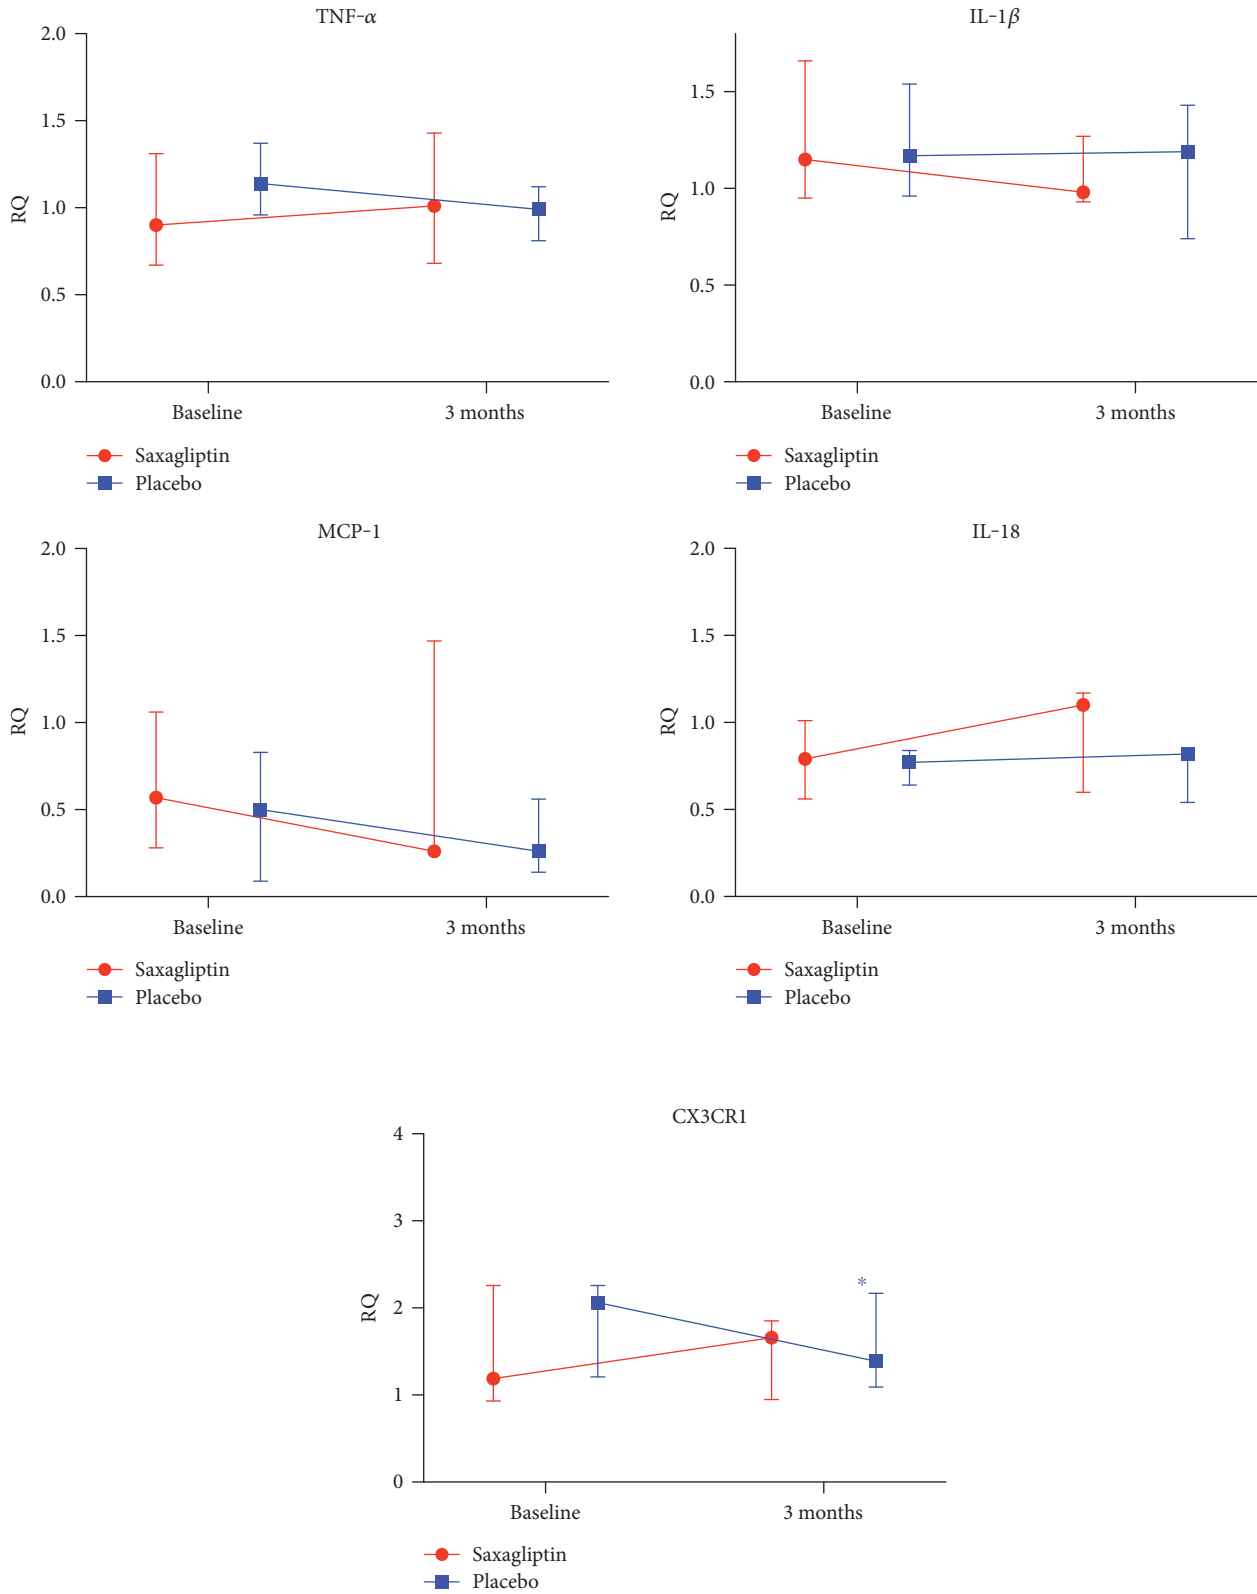 TNF-α
2.0
1.5
1.0
0.5
0.0
RQ
Baseline
3 months
Saxagliptin
Placebo
IL-1β
1.5
1.0
0.5
0.0
RQ
Baseline
3 months
Saxagliptin
Placebo
MCP-1
2.0
1.5
1.0
0.5
0.0
RQ
Baseline
3 months
Saxagliptin
Placebo
IL-18
2.0
1.5
1.0
0.5
0.0
RQ
Baseline
3 months
Saxagliptin
Placebo
CX3CR1
4
3
2
1
0
RQ
*
Baseline
3 months
Saxagliptin
Placebo